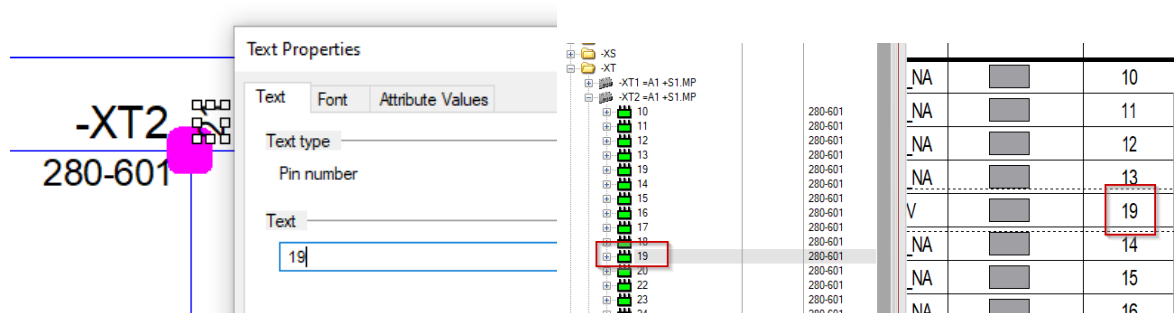 -XT2
280-601
Text Properties
Text
Font
Attribute Values
Text type
Pin number
Text
19
-XS
-XT
-XT1 =A1 +S1.MP
-XT2 =A1 +S1.MP
10 280-601
11 280-601
12 280-601
13 280-601
19 280-601
14 280-601
15 280-601
16 280-601
17 280-601
18 280-601
19 280-601
20 280-601
22 280-601
23 280-601
_NA 10
_NA 11
_NA 12
_NA 13
V 19
_NA 14
_NA 15
NA 16